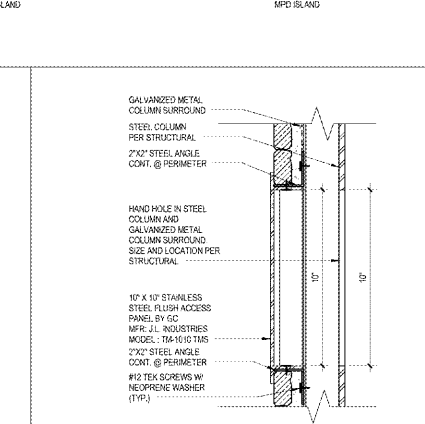 SLAND
MPD ISLAND
GALVANIZED METAL
COLUMN SURROUND
STEEL COLUMN
PER STRUCTURAL
2"X2" STEEL ANGLE
CONT. @ PERIMETER
HAND HOLE IN STEEL
COLUMN AND
GALVANIZED METAL
COLUMN SURROUND
SIZE AND LOCATION PER
STRUCTURAL
10"
10"
10" X 10" STAINLESS
STEEL FLUSH ACCESS
PANEL BY GC
MFR: J.L. INDUSTRIES
MODEL : TM-1010 TMS
2"X2" STEEL ANGLE
CONT. @ PERIMETER
#12 TEK SCREWS W/
NEOPRENE WASHER
(TYP.)